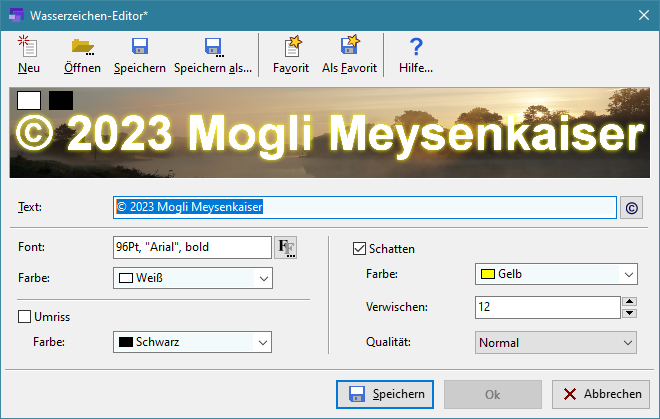 Wasserzeichen-Editor*
Neu Öffnen Speichern Speichern als... Favorit Als Favorit Hilfe...
© 2023 Mogli Meysenkaiser
Text: © 2023 Mogli Meysenkaiser ©
Font: 96Pt, "Arial", bold FF...
Farbe: Weiß
Umriss
Farbe: Schwarz
Schatten
Farbe: Gelb
Verwischen: 12
Qualität: Normal
Speichern Ok Abbrechen